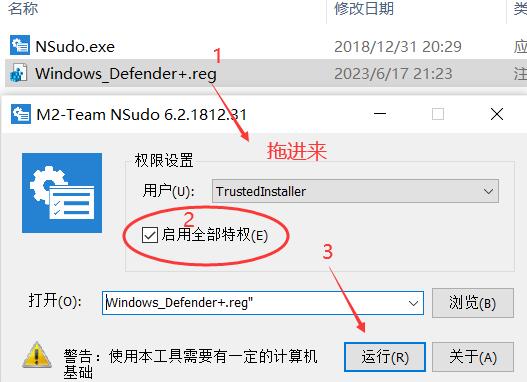 名称 修改日期 类
NSudo.exe 2018/12/31 20:29 应
1
Windows_Defender+.reg 2023/6/17 21:23 注
M2-Team NSudo 6.2.1812.31
拖进来
权限设置
用户(U): TrustedInstaller
2
启用全部特权(E)
3
打开(O): Windows_Defender+.reg" 浏览(B)
警告：使用本工具需要有一定的计算机
基础
运行(R) 关于(A)